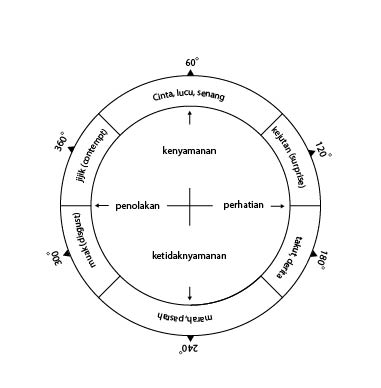 60°
Cinta, lucu, senang
360°
120°
jijik (contempt)
kejutan (surprise)
kenyamanan
penolakan
perhatian
ketidaknyamanan
muak (disgust)
takut, derita
300°
180°
marah, pasrah
240°